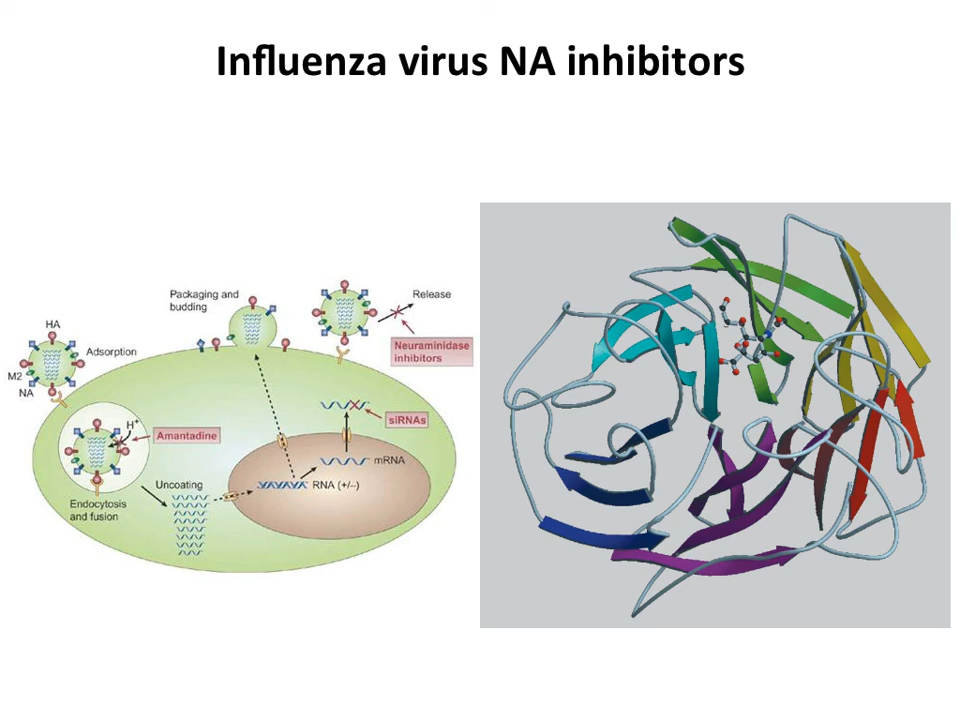 Influenza virus NA inhibitors
Packaging and
budding
Release
HA
Adsorption
Neuraminidase
inhibitors
M2
NA
siRNAs
H+
Amantadine
mRNA
Uncoating
RNA (+/–)
Endocytosis
and fusion